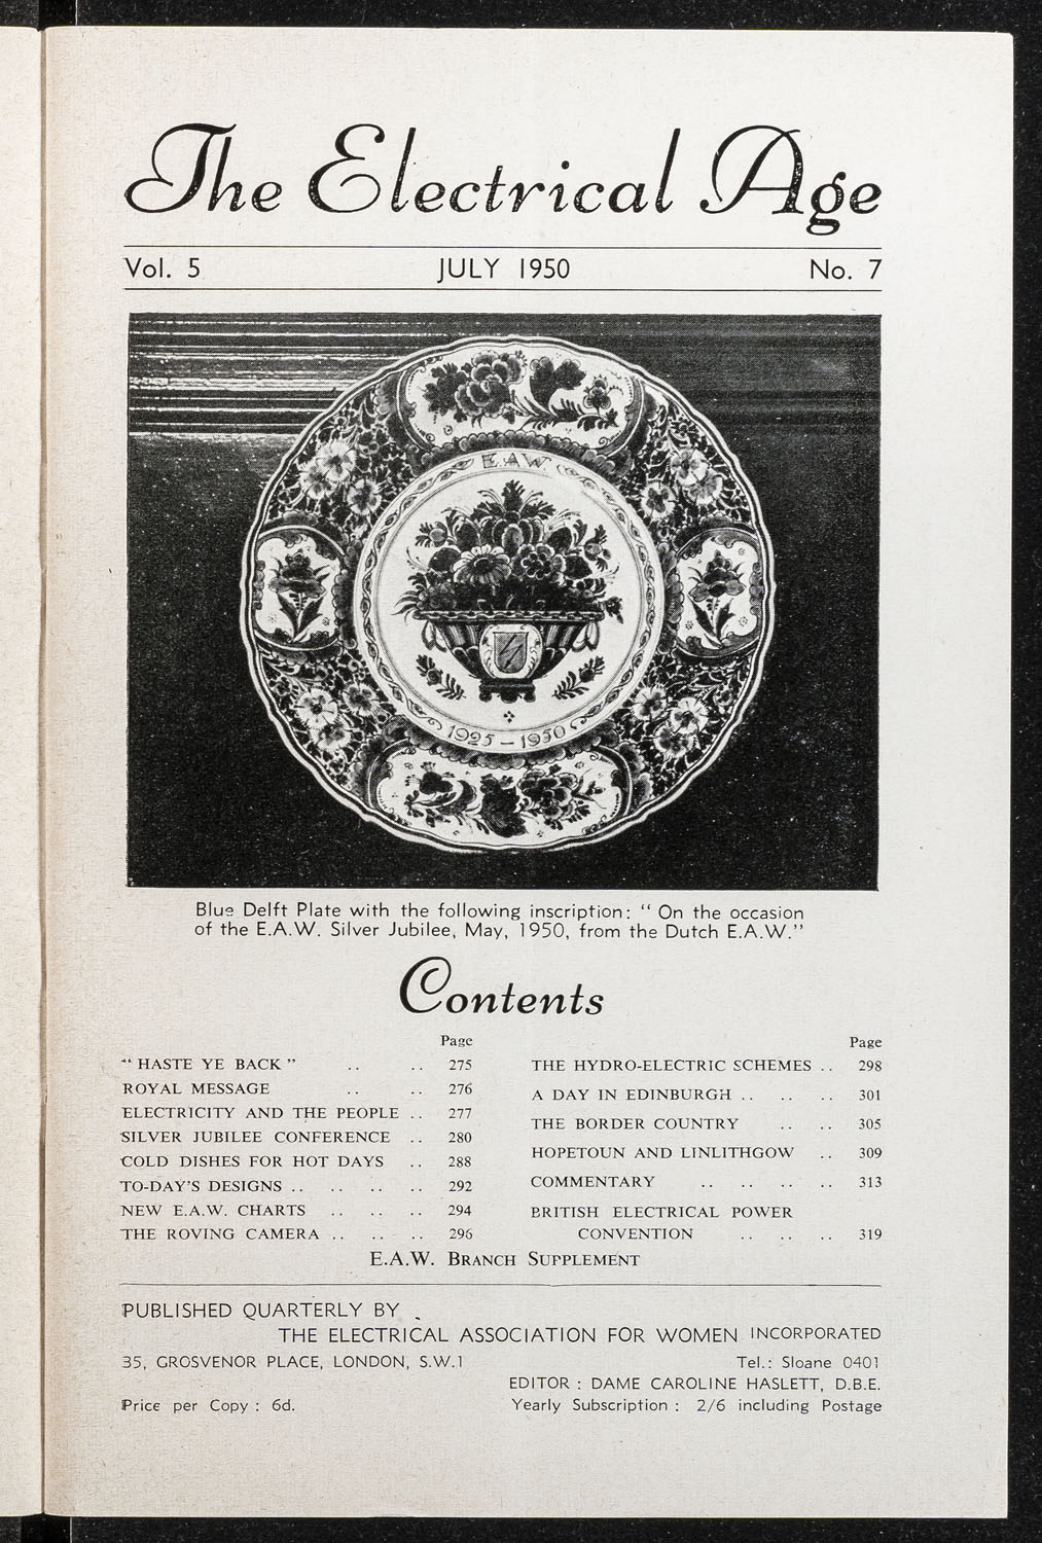 The Electrical Age
Vol. 5 JULY 1950 No. 7
E.A.W.
1925 – 1950
Blue Delft Plate with the following inscription: “ On the occasion
of the E.A.W. Silver Jubilee, May, 1950, from the Dutch E.A.W.”
Contents
Page
“ HASTE YE BACK ” .. .. 275
ROYAL MESSAGE .. .. 276
ELECTRICITY AND THE PEOPLE .. 277
SILVER JUBILEE CONFERENCE .. 280
COLD DISHES FOR HOT DAYS .. 288
TO-DAY’S DESIGNS .. .. .. .. 292
NEW E.A.W. CHARTS .. .. .. 294
THE ROVING CAMERA .. .. .. 296
Page
THE HYDRO-ELECTRIC SCHEMES .. 298
A DAY IN EDINBURGH .. .. .. 301
THE BORDER COUNTRY .. .. 305
HOPETOUN AND LINLITHGOW .. 309
COMMENTARY .. .. .. .. 313
BRITISH ELECTRICAL POWER
CONVENTION .. .. .. 319
E.A.W. BRANCH SUPPLEMENT
PUBLISHED QUARTERLY BY
THE ELECTRICAL ASSOCIATION FOR WOMEN INCORPORATED
35, GROSVENOR PLACE, LONDON, S.W.1 Tel.: Sloane 0401
EDITOR : DAME CAROLINE HASLETT, D.B.E.
Price per Copy : 6d. Yearly Subscription : 2/6 including Postage